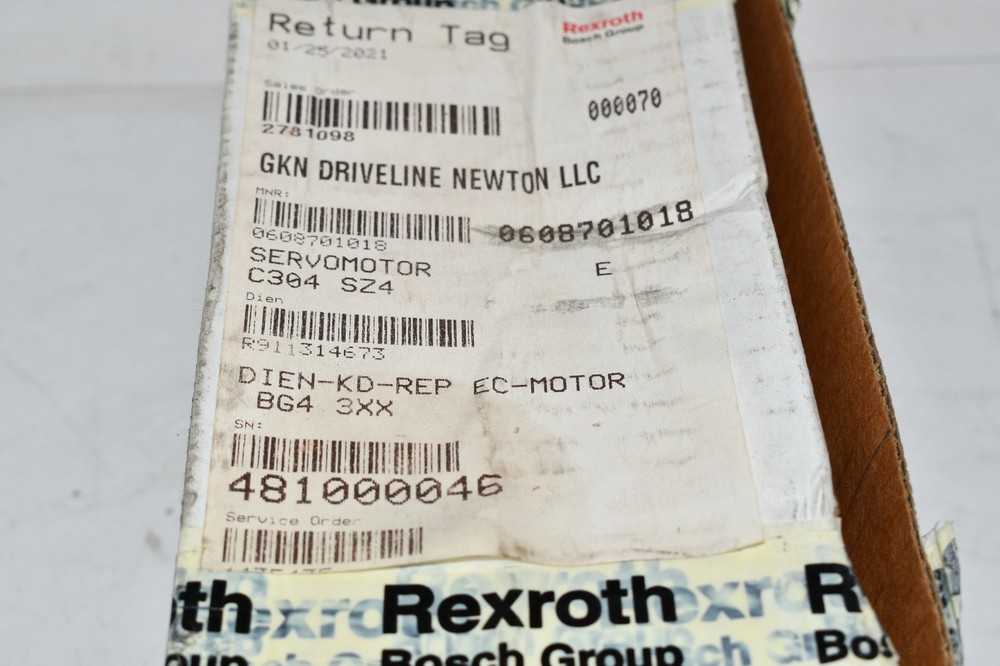 Return Tag
Rexroth
Bosch Group
01/25/2021
Sales Order
000070
2781098
GKN DRIVELINE NEWTON LLC
MNR:
0608701018
0608701018
SERVOMOTOR
E
C304 SZ4
Dien
R911314673
DIEN-KD-REP EC-MOTOR
BG4 3XX
SN:
481000046
Service Order
Rexroth
Bosch Group